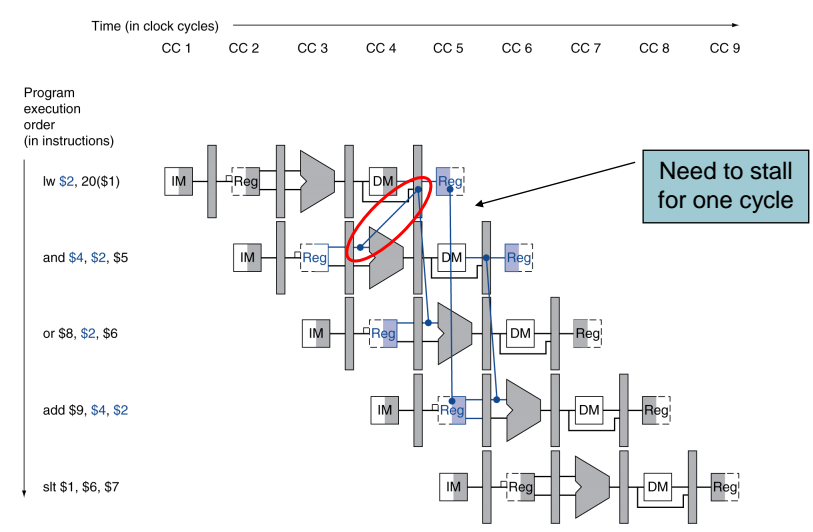 Time (in clock cycles)
CC 1 CC 2 CC 3 CC 4 CC 5 CC 6 CC 7 CC 8 CC 9
Program
execution
order
(in instructions)
lw $2, 20($1)
IM Reg DM Reg
Need to stall
for one cycle
and $4, $2, $5
IM Reg DM Reg
or $8, $2, $6
IM Reg DM Reg
add $9, $4, $2
IM Reg DM Reg
slt $1, $6, $7
IM Reg DM Reg